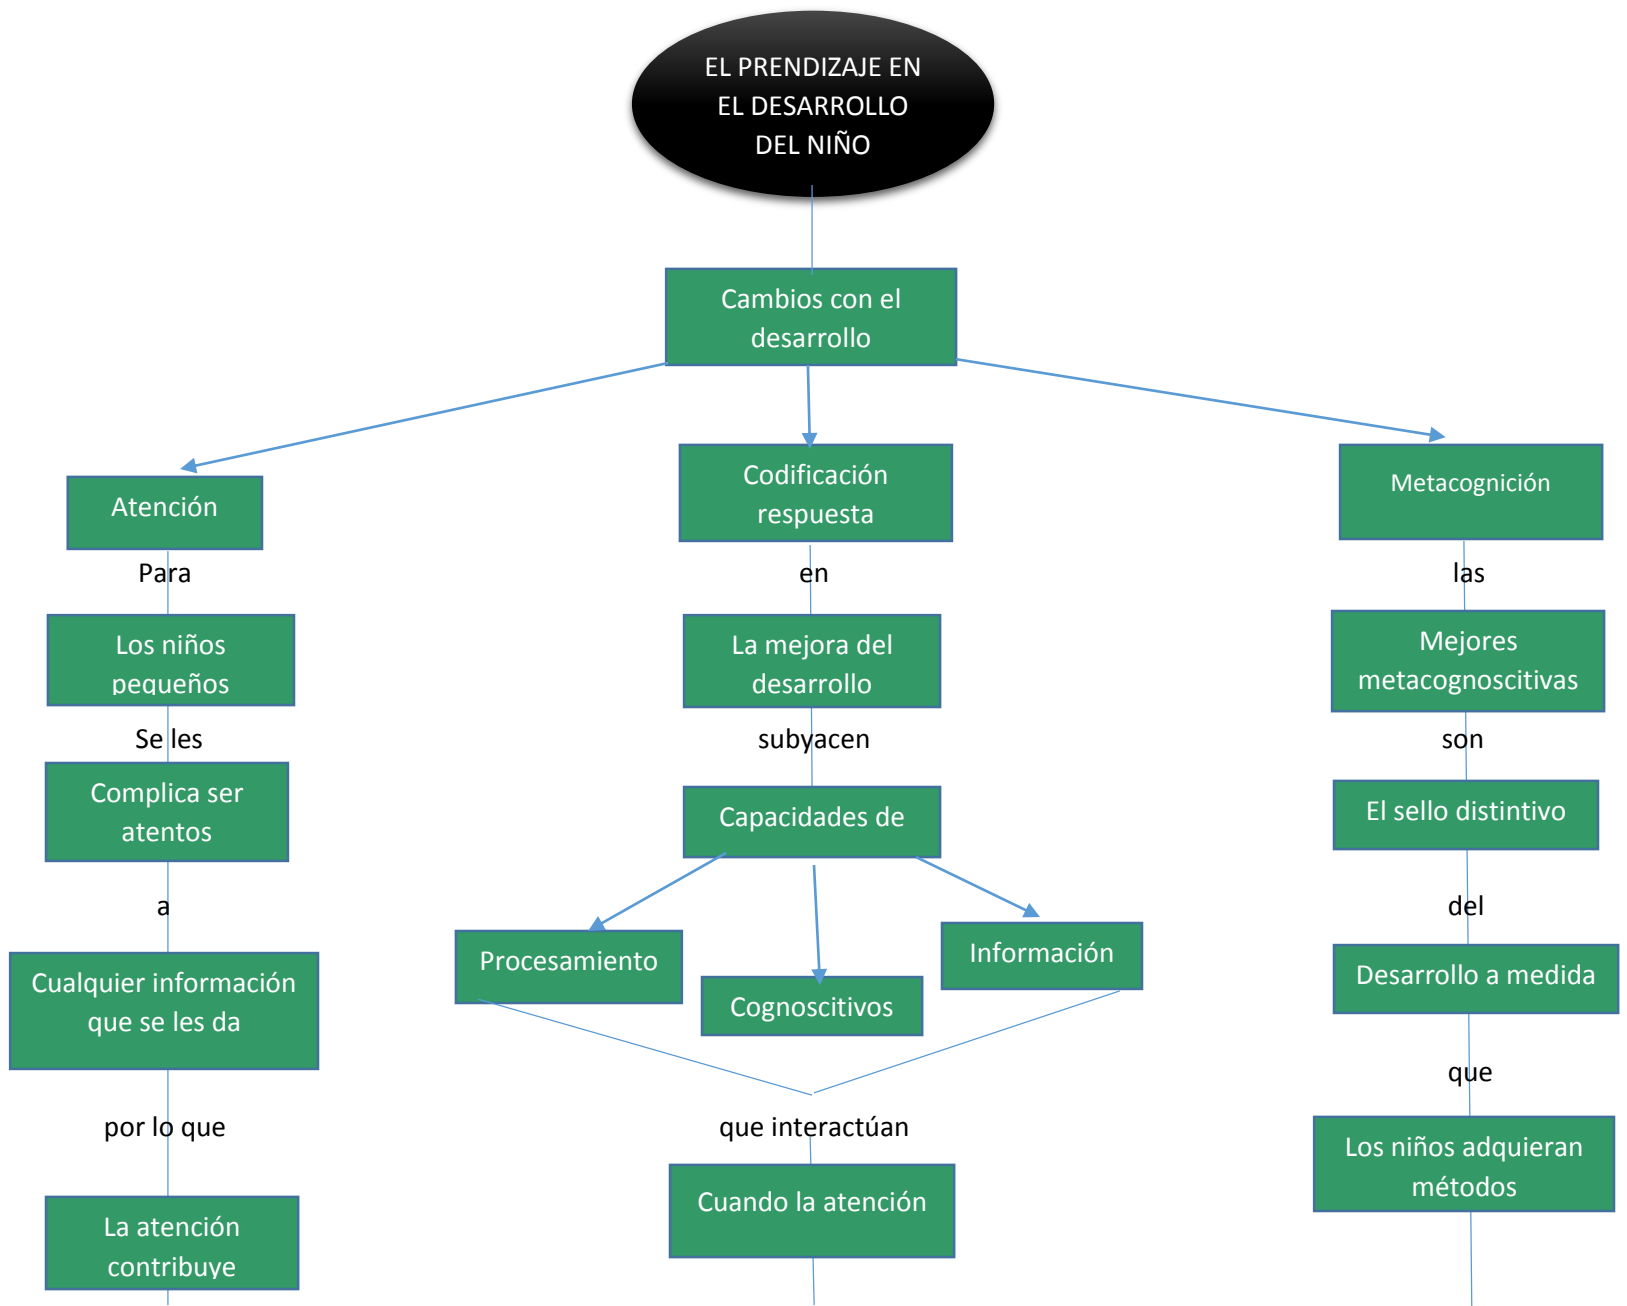 EL PRENDIZAJE EN
EL DESARROLLO
DEL NIÑO
Cambios con el
desarrollo
Atención
Para
Los niños
pequeños
Se les
Complica ser
atentos
a
Cualquier información
que se les da
por lo que
La atención
contribuye
Codificación
respuesta
en
La mejora del
desarrollo
subyacen
Capacidades de
Procesamiento
Cognoscitivos
Información
que interactúan
Cuando la atención
Metacognición
las
Mejores
metacognoscitivas
son
El sello distintivo
del
Desarrollo a medida
que
Los niños adquieran
métodos